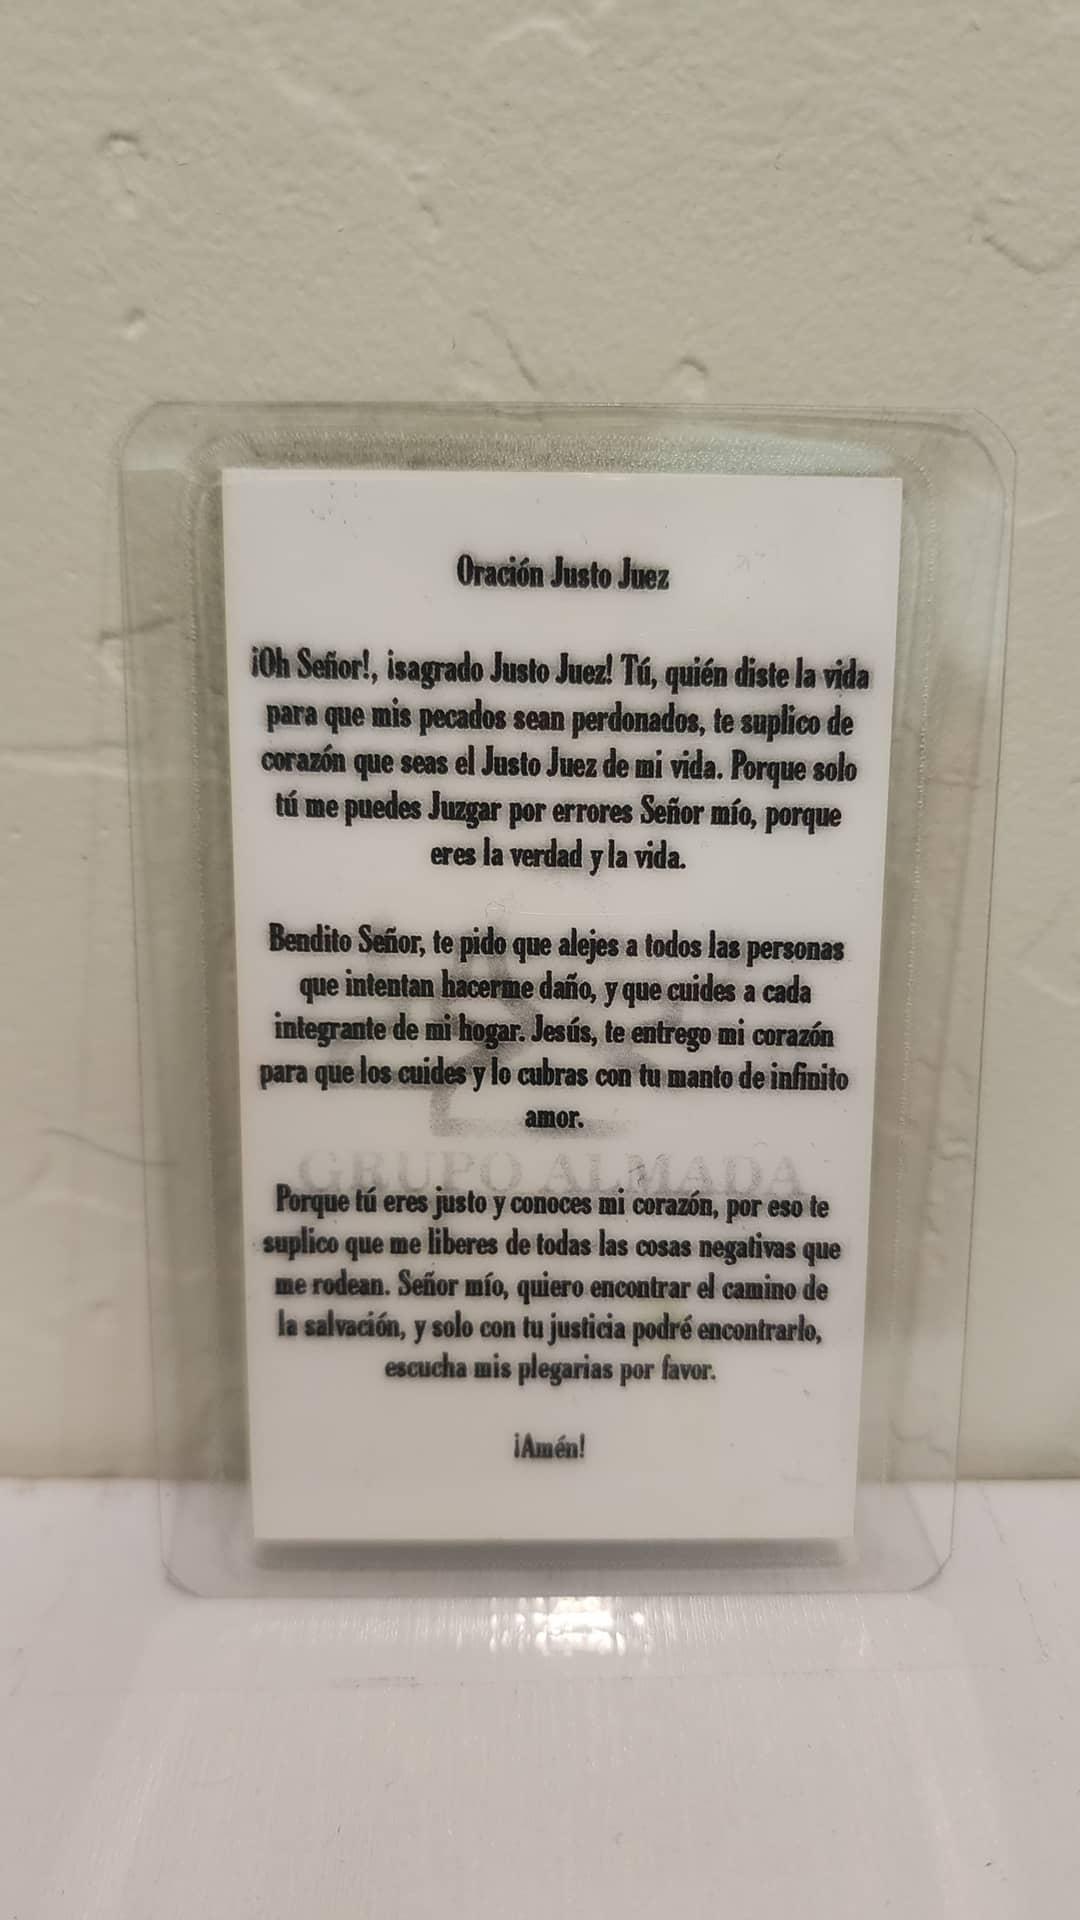 Oración Justo Juez
¡Oh Señor!, ¡sagrado Justo Juez! Tú, quién diste la vida
para que mis pecados sean perdonados, te suplico de
corazón que seas el Justo Juez de mi vida. Porque solo
tú me puedes Juzgar por errores Señor mío, porque
eres la verdad y la vida.
Bendito Señor, te pido que alejes a todos las personas
que intentan hacerme daño, y que cuides a cada
integrante de mi hogar. Jesús, te entrego mi corazón
para que los cuides y lo cubras con tu manto de infinito
amor.
GRUPO ALMADA
Porque tú eres justo y conoces mi corazón, por eso te
suplico que me liberes de todas las cosas negativas que
me rodean. Señor mío, quiero encontrar el camino de
la salvación, y solo con tu justicia podré encontrarlo,
escucha mis plegarias por favor.
¡Amén!